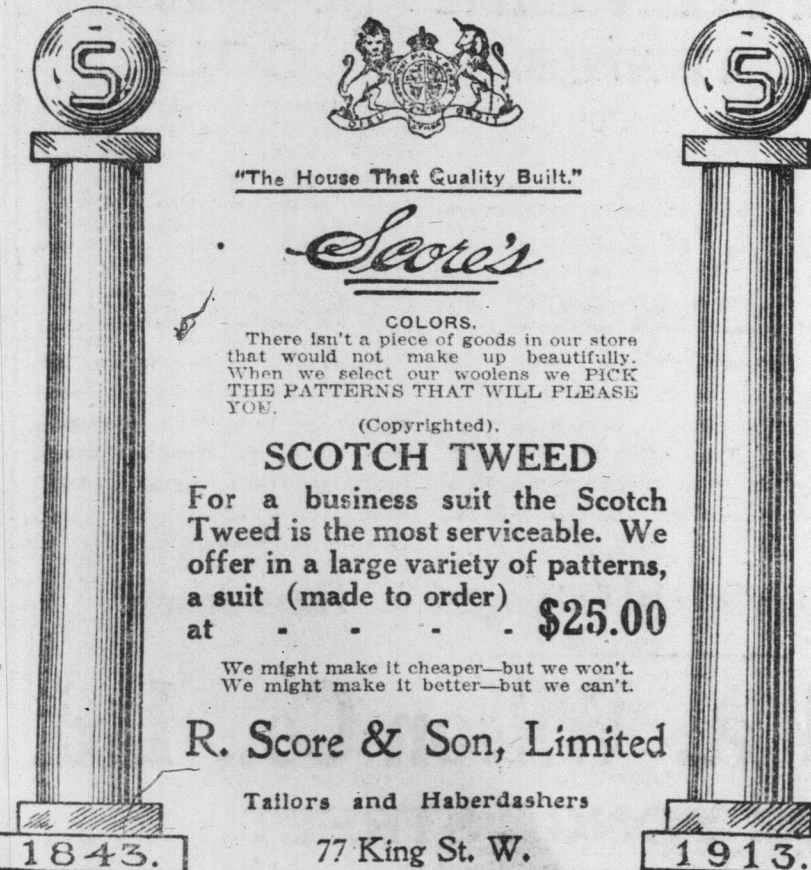 S
S
DIEU DROIT
"The House That Quality Built."
Score's
COLORS.
There isn't a piece of goods in our store
that would not make up beautifully.
When we select our woolens we PICK
THE PATTERNS THAT WILL PLEASE
YOU.
(Copyrighted).
SCOTCH TWEED
For a business suit the Scotch
Tweed is the most serviceable. We
offer in a large variety of patterns,
a suit (made to order)
at - - - - $25.00
We might make it cheaper—but we won't.
We might make it better—but we can't.
R. Score & Son, Limited
Tailors and Haberdashers
1843. 77 King St. W. 1913.